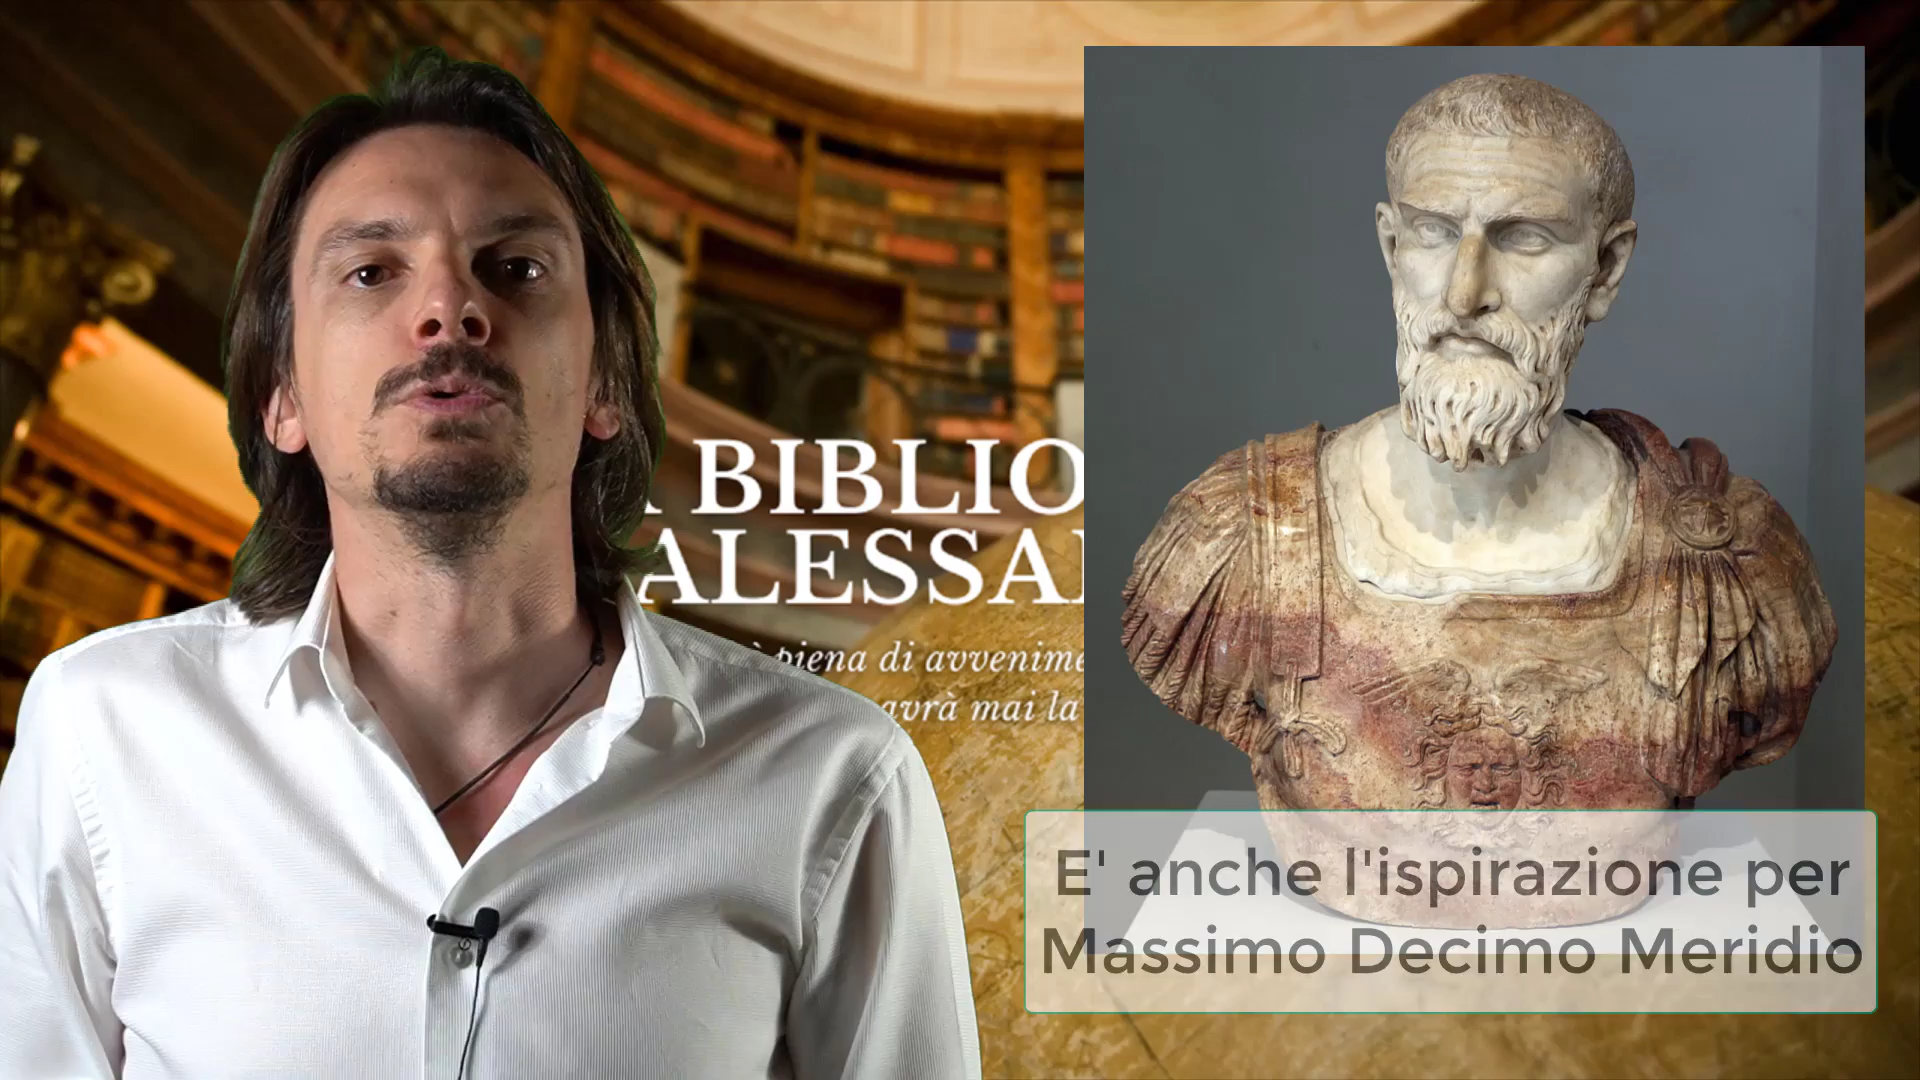 BIBLIO
ALESSA
piena di avvenime
avrà mai la
E' anche l'ispirazione per
Massimo Decimo Meridio